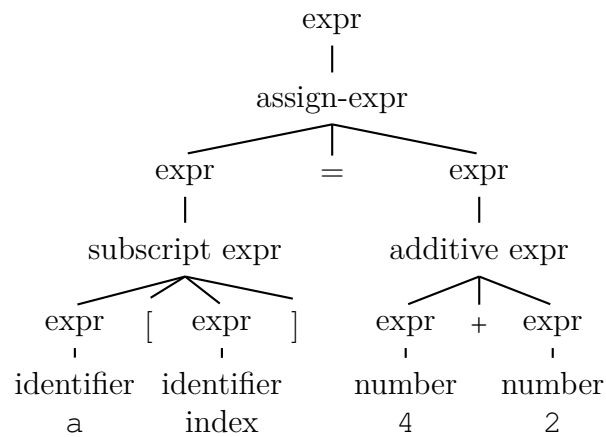 expr
assign-expr
expr = expr
subscript expr additive expr
expr [ expr ] expr + expr
identifier identifier number number
a index 4 2